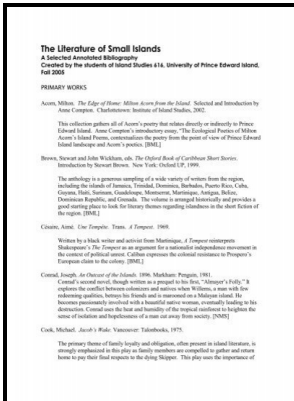 The Literature of Small Islands
A Selected Annotated Bibliography
Created by the students of Island Studies 616, University of Prince Edward Island,
Fall 2005
PRIMARY WORKS
Acorn, Milton. The Edge of Home: Milton Acorn from the Island. Selected and Introduction by
Anne Compton. Charlottetown: Institute of Island Studies, 2002.
This collection gathers all of Acorn's poetry that relates directly or indirectly to Prince
Edward Island. Anne Compton's introductory essay, "The Ecological Poetics of Milton
Acorn's Island Poems, contextualizes the poetry from the point of view of Prince Edward
Island landscape and Acorn's poetics. [BML]
Brown, Stewart and John Wickham, eds. The Oxford Book of Caribbean Short Stories.
Introduction by Stewart Brown. New York: Oxford UP, 1999.
The anthology is a generous sampling of a wide variety of writers from the region,
including the islands of Jamaica, Trinidad, Dominica, Barbados, Puerto Rico, Cuba,
Guyana, Haiti, Surinam, Guadeloupe, Montserrat, Martinique, Antigua, Belize,
Dominican Republic, and Grenada. The volume is arranged historically and provides a
good starting place to look for literary themes regarding islandness in the short fiction of
the region. [BML]
Césaire, Aimé. Une Tempête. Trans. A Tempest. 1969.
Written by a black writer and activist from Martinique, A Tempest reinterprets
Shakespeare's The Tempest as an argument for a nationalist independence movement in
the context of political unrest. Caliban expresses the colonial resistance to Prospero's
European claim to the colony. [BML]
Conrad, Joseph. An Outcast of the Islands. 1896. Markham: Penguin, 1981.
Conrad's second novel, though written as a prequel to his first, "Almayer's Folly." It
explores the conflict between colonizers and natives when Willems, a man with few
redeeming qualities, betrays his friends and is marooned on a Malayan island. He
becomes passionately involved with a beautiful native woman, eventually leading to his
destruction. Conrad uses the heat and humidity of the tropical rainforest to heighten the
sense of isolation and hopelessness of a man cut away from society. [NMS]
Cook, Michael. Jacob's Wake. Vancouver: Talonbooks, 1975.
The primary theme of family loyalty and obligation, often present in island literature, is
strongly emphasized in this play as family members are compelled to gather and return
home to pay their final respects to the dying Skipper. This play uses the importance of